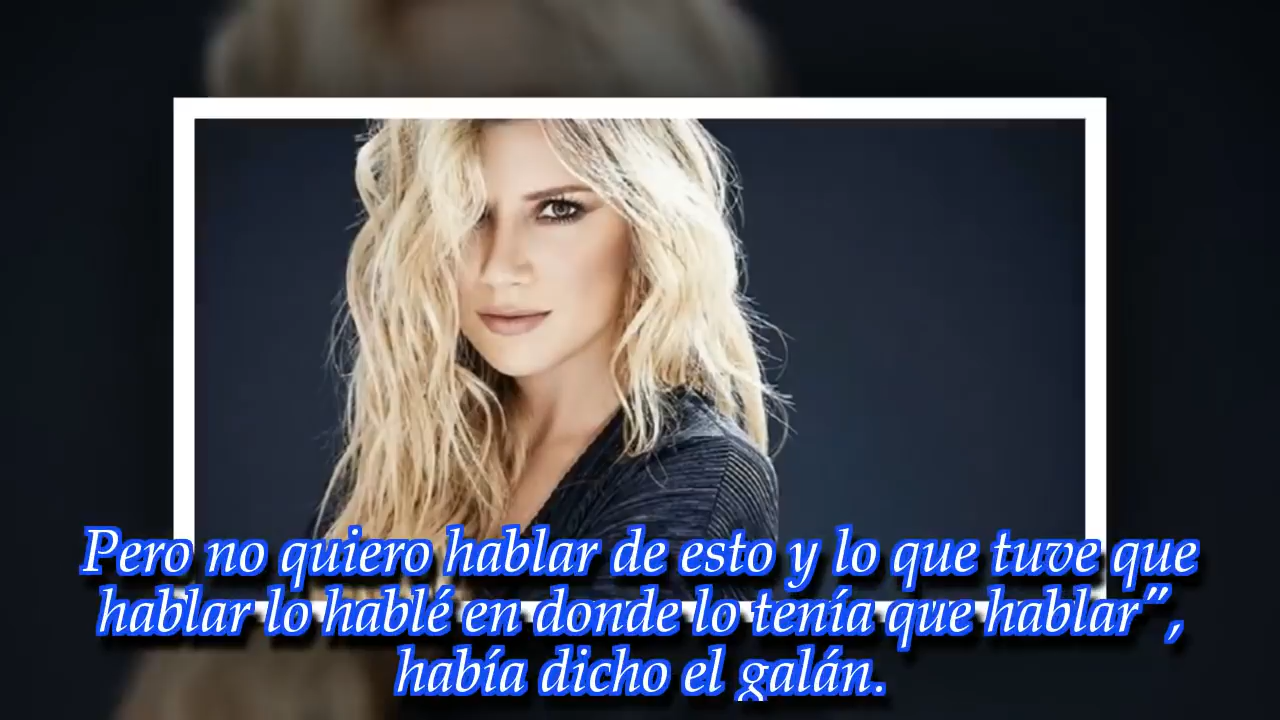 Pero no quiero hablar de esto y lo que tuve que
hablar lo hablé en donde lo tenía que hablar”,
había dicho el galán.